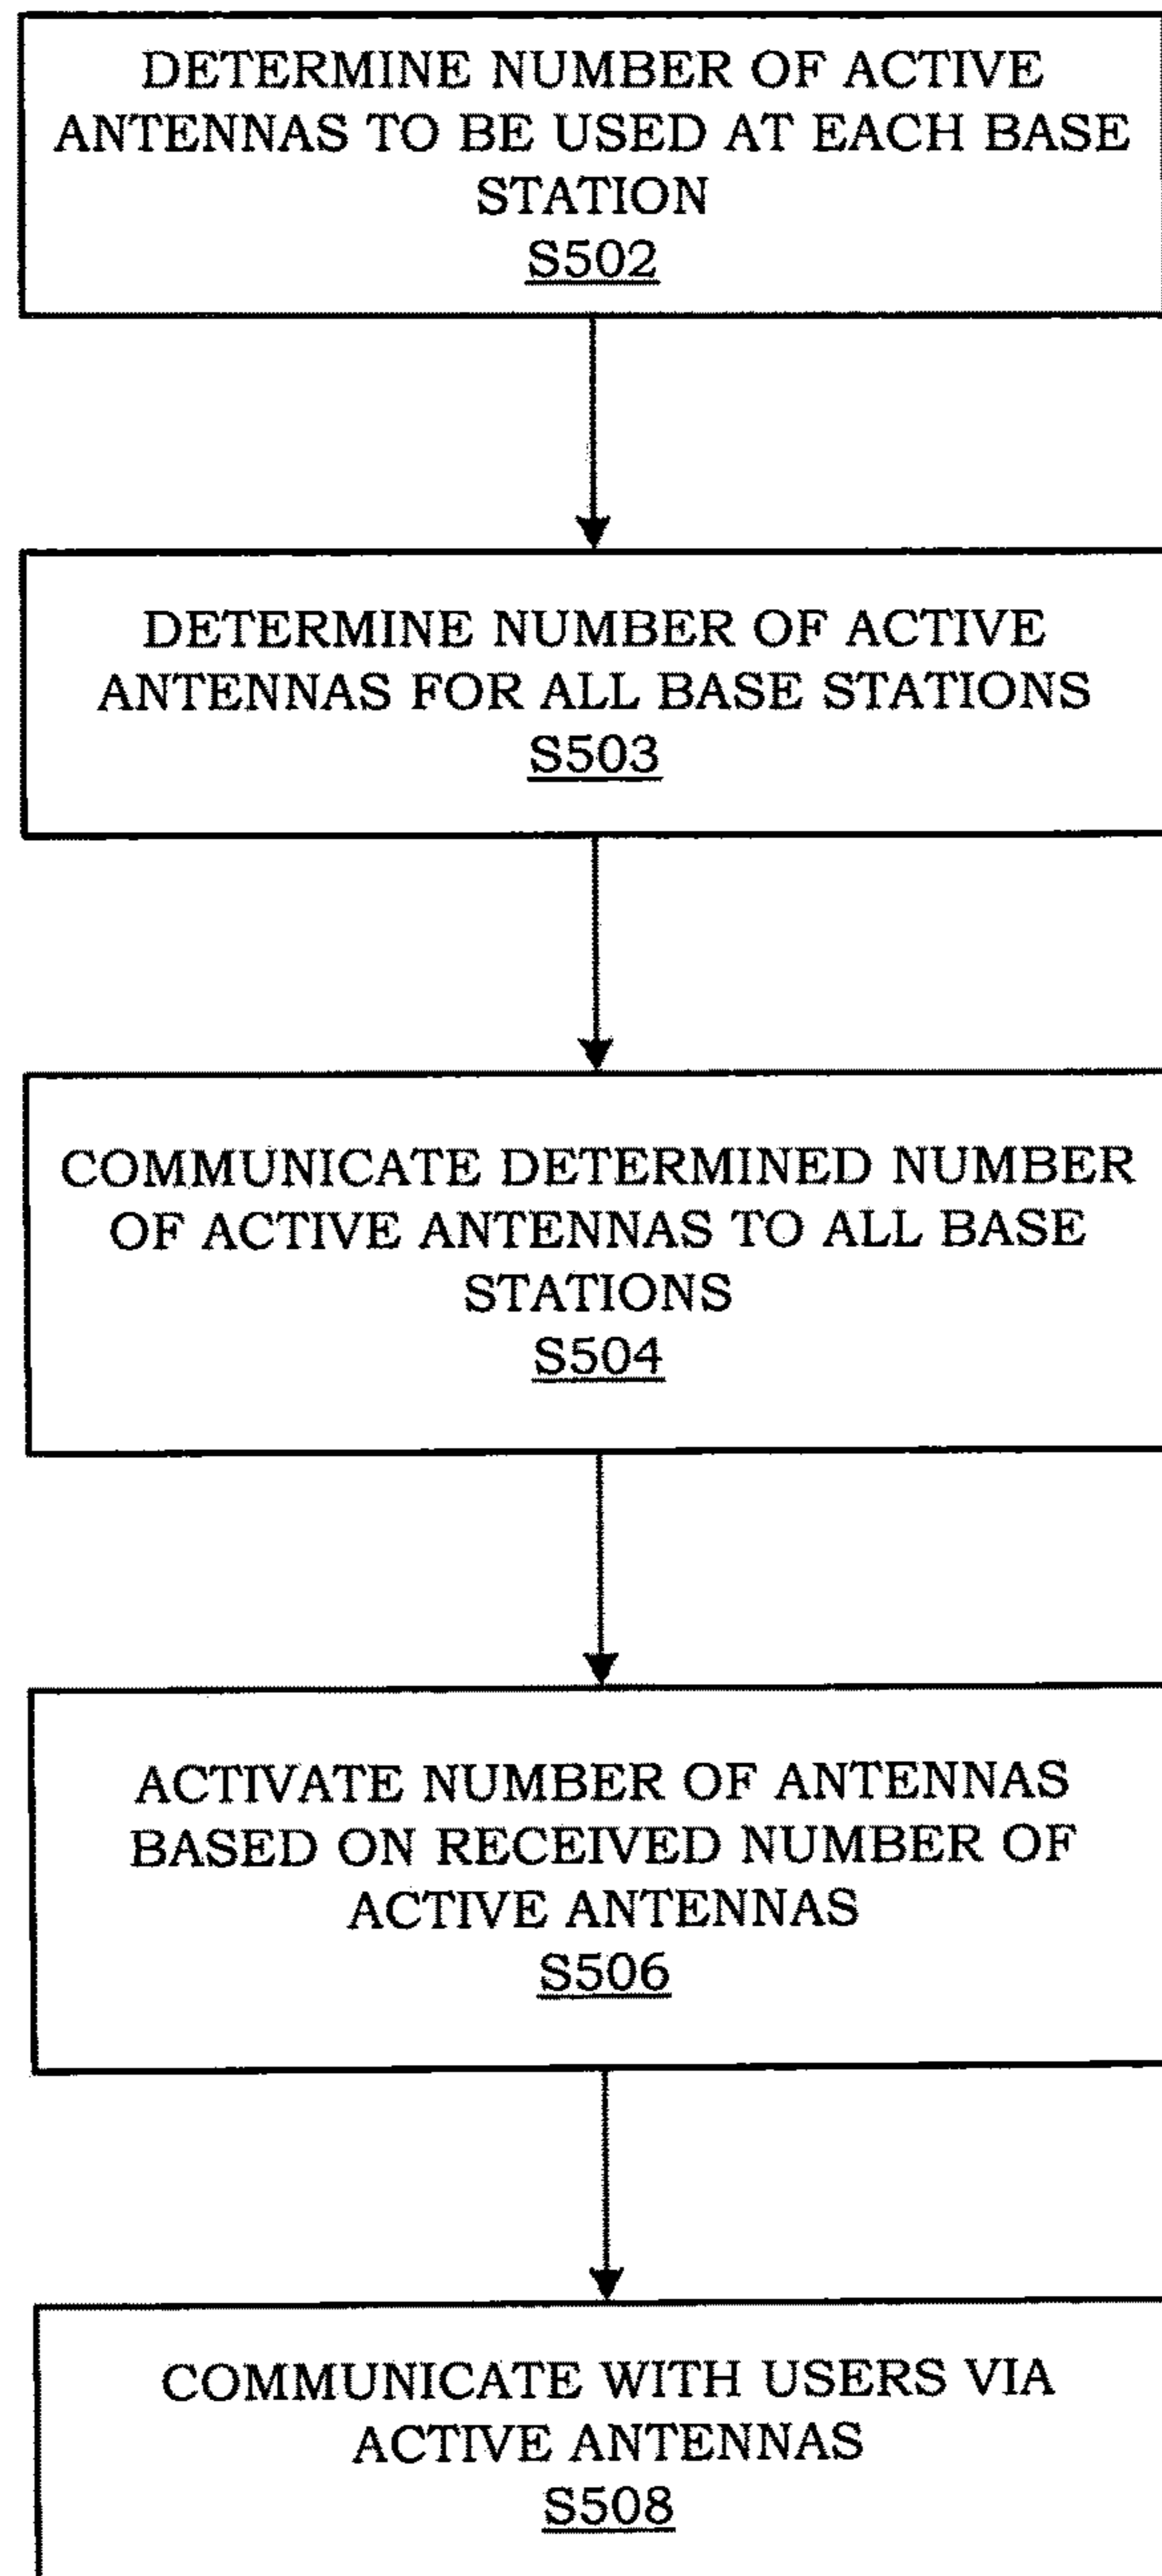 DETERMINE NUMBER OF ACTIVE
ANTENNAS TO BE USED AT EACH BASE
STATION
S502
DETERMINE NUMBER OF ACTIVE
ANTENNAS FOR ALL BASE STATIONS
S503
COMMUNICATE DETERMINED NUMBER
OF ACTIVE ANTENNAS TO ALL BASE
STATIONS
S504
ACTIVATE NUMBER OF ANTENNAS
BASED ON RECEIVED NUMBER OF
ACTIVE ANTENNAS
S506
COMMUNICATE WITH USERS VIA
ACTIVE ANTENNAS
S508